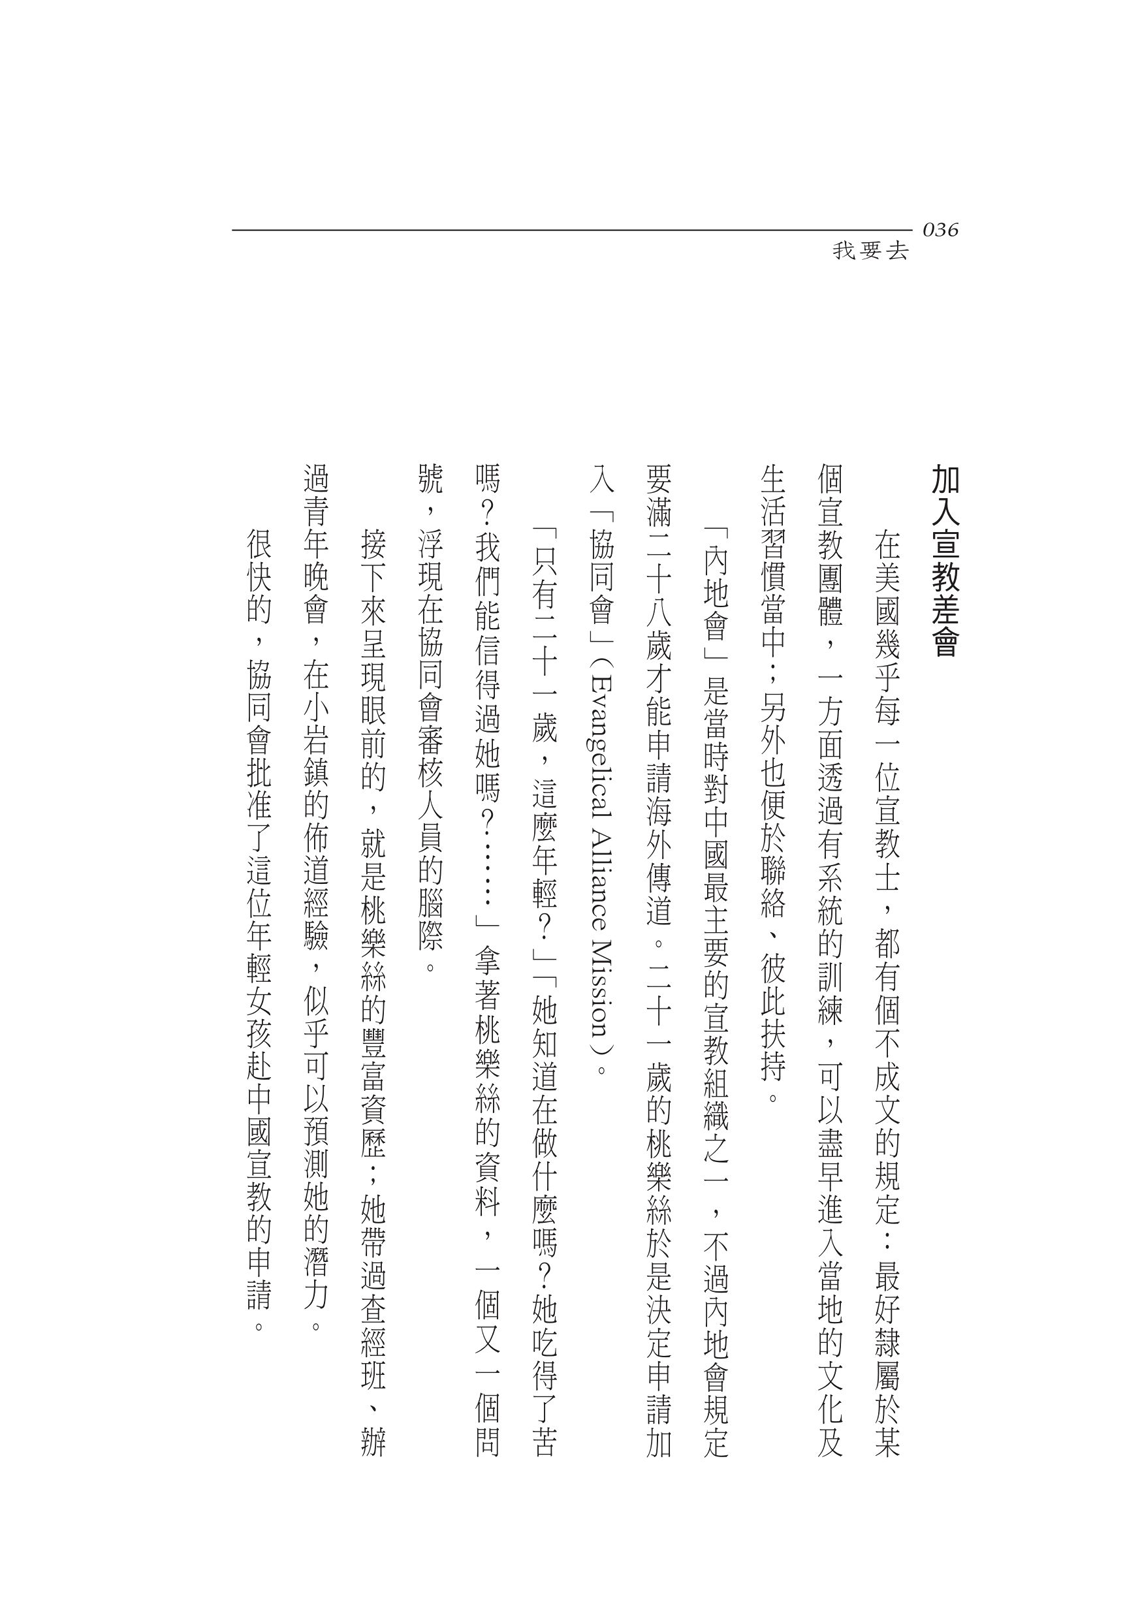 036
我要去
加入宣教差會
在美國幾乎每一位宣教士，都有個不成文的規定：最好隸屬於某
個宣教團體，一方面透過有系統的訓練，可以盡早進入當地的文化及
生活習慣當中；另外也便於聯絡、彼此扶持。
「內地會」是當時對中國最主要的宣教組織之一，不過內地會規定
要滿二十八歲才能申請海外傳道。二十一歲的桃樂絲於是決定申請加
入「協同會」（Evangelical Alliance Mission）。
「只有二十一歲，這麼年輕？」「她知道在做什麼嗎？她吃得了苦
嗎？我們能信得過她嗎？……」拿著桃樂絲的資料，一個又一個問
號，浮現在協同會審核人員的腦際。
接下來呈現眼前的，就是桃樂絲的豐富資歷；她帶過查經班、辦
過青年晚會，在小岩鎮的佈道經驗，似乎可以預測她的潛力。
很快的，協同會批准了這位年輕女孩赴中國宣教的申請。